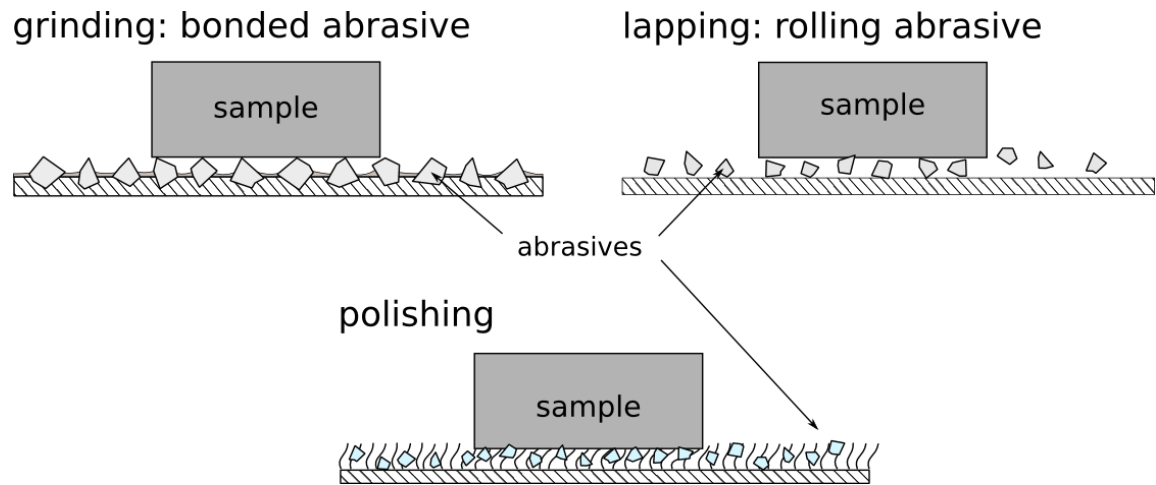 grinding: bonded abrasive
lapping: rolling abrasive
sample
sample
abrasives
polishing
sample